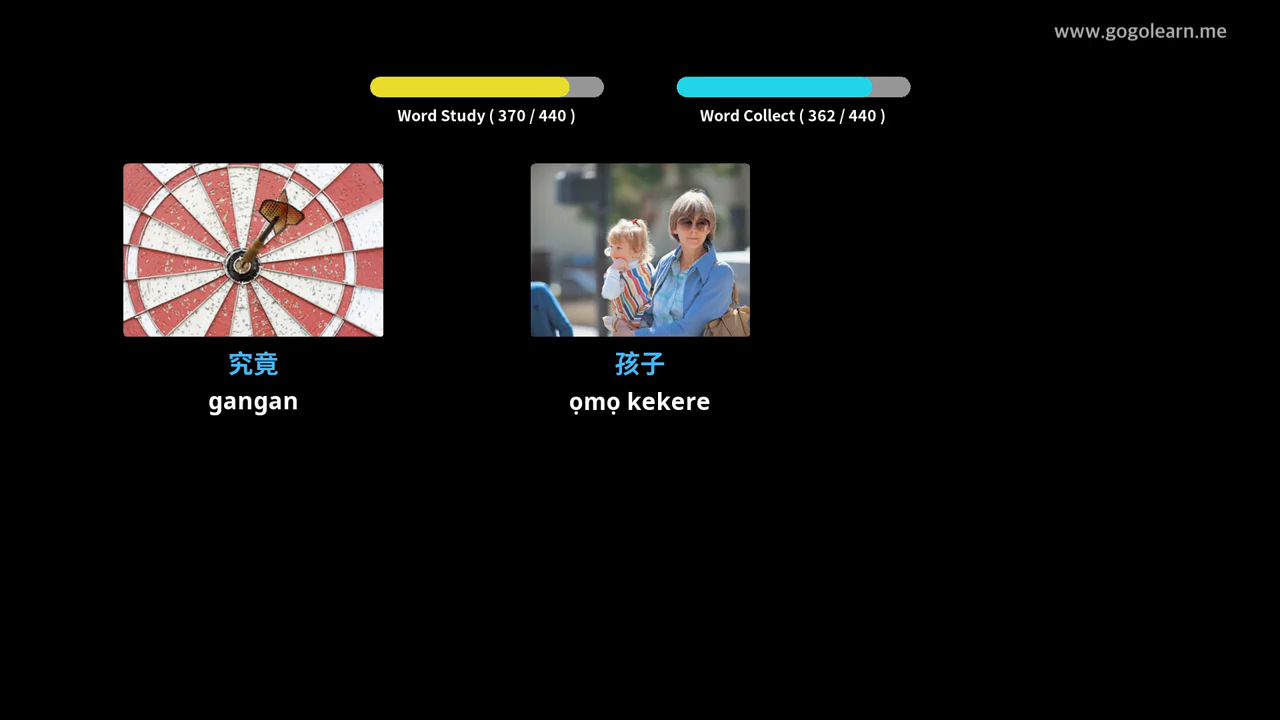 www.gogolearn.me
Word Study ( 370 / 440 )
Word Collect ( 362 / 440 )
究竟
gangan
孩子
ọmọ kekere